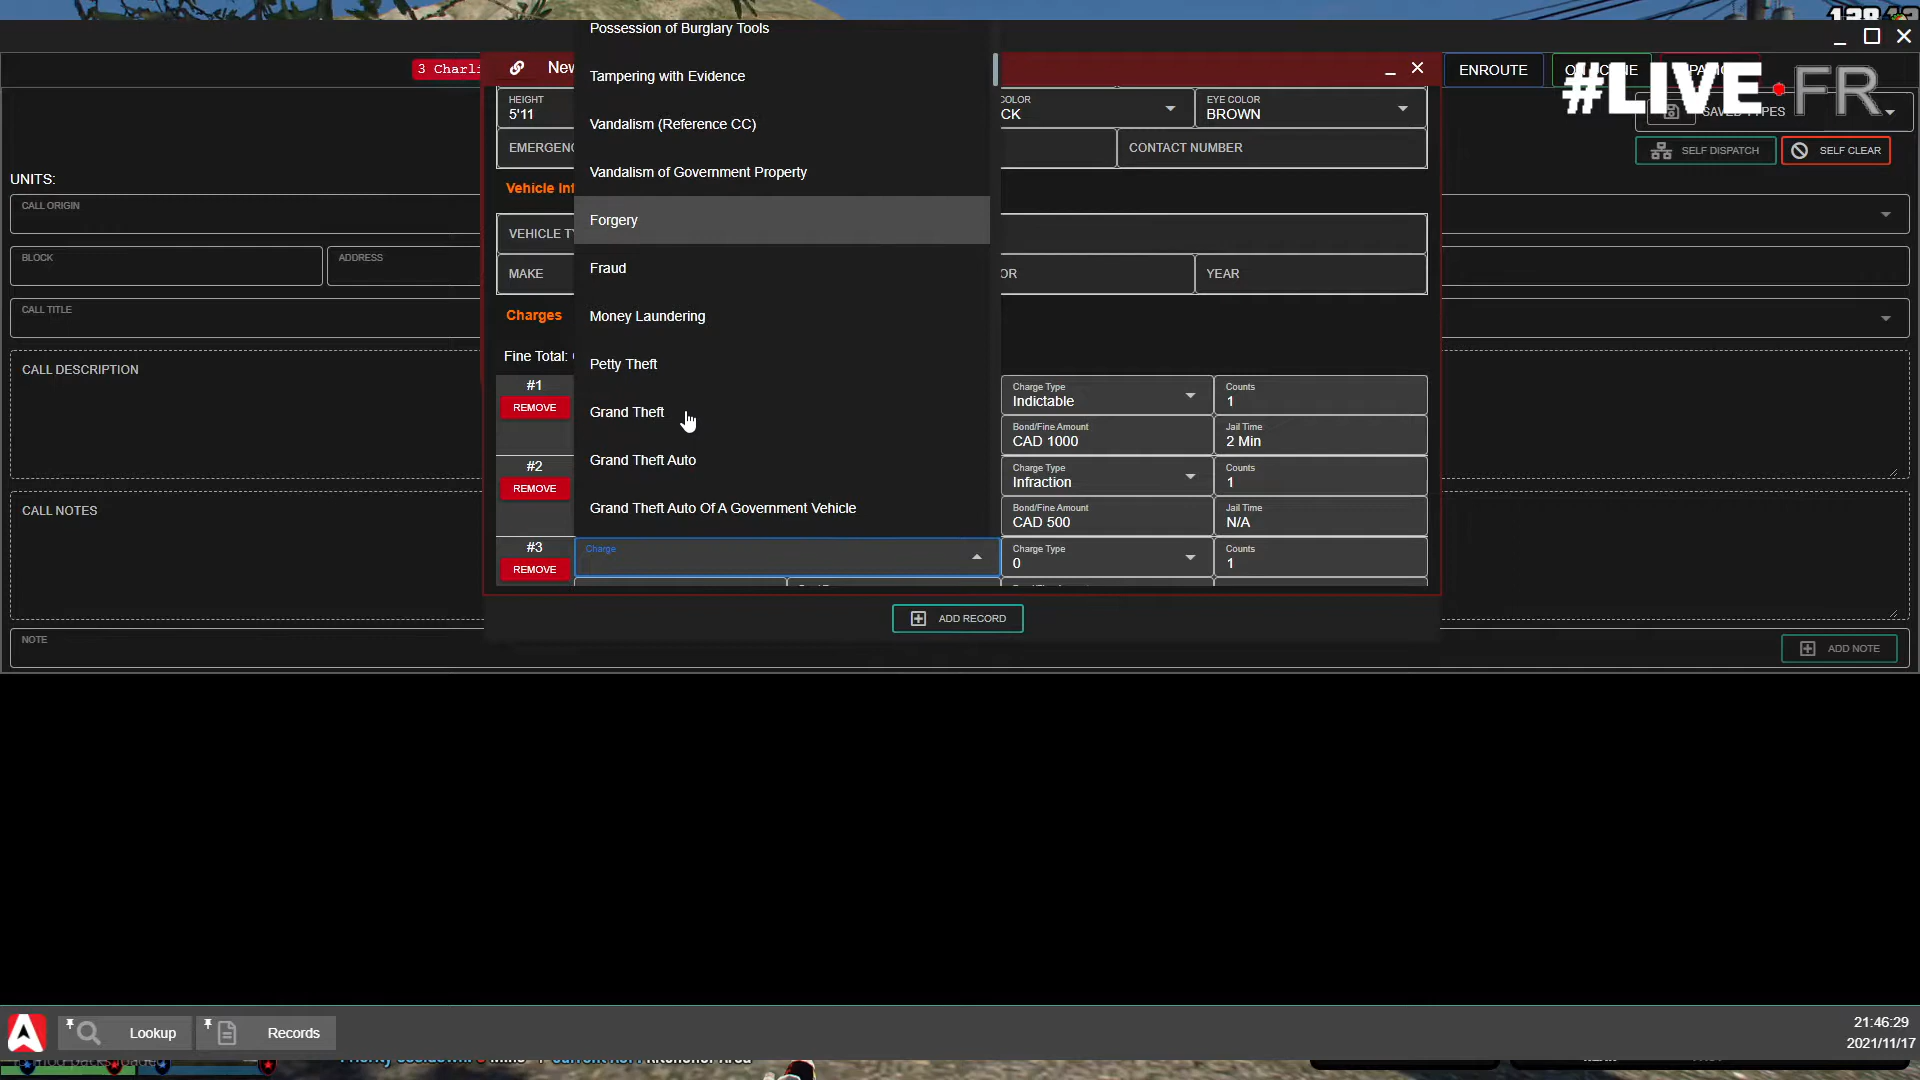 Possession of Burglary Tools
Tampering with Evidence
Vandalism (Reference CC)
Vandalism of Government Property
Forgery
Fraud
Money Laundering
Petty Theft
Grand Theft
Grand Theft Auto
Grand Theft Auto Of A Government Vehicle
3 Charli
New
ENROUTE
#LIVE FR
SAVED TYPES
SELF DISPATCH
SELF CLEAR
HEIGHT
5'11
COLOR
CK
EYE COLOR
BROWN
CONTACT NUMBER
UNITS:
CALL ORIGIN
BLOCK
ADDRESS
CALL TITLE
CALL DESCRIPTION
CALL NOTES
NOTE
ADD NOTE
VEHICLE
MAKE
OR
YEAR
Charges
Fine Total:
#1
REMOVE
Charge Type
Indictable
Counts
1
Bond/Fine Amount
CAD 1000
Jail Time
2 Min
#2
REMOVE
Charge Type
Infraction
Counts
1
Bond/Fine Amount
CAD 500
Jail Time
N/A
#3
REMOVE
Charge
Charge Type
0
Counts
1
ADD RECORD
Lookup
Records
21:46:29
2021/11/17